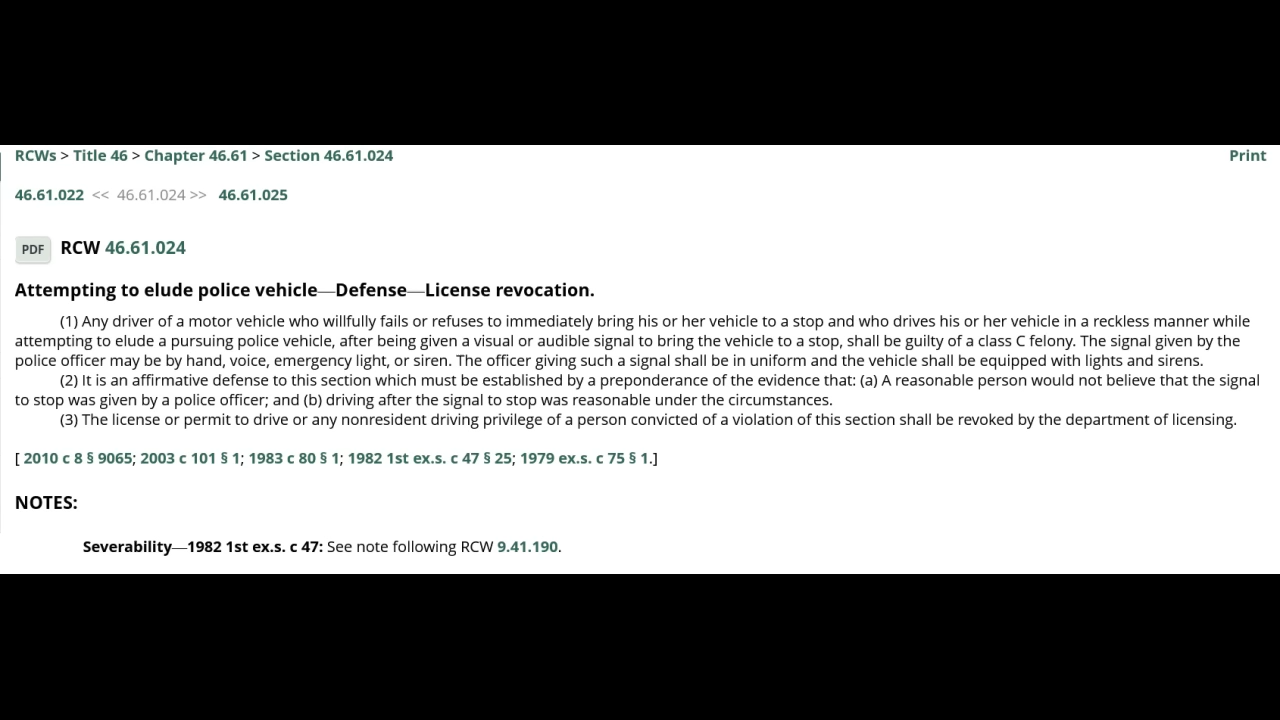 RCWs > Title 46 > Chapter 46.61 > Section 46.61.024 Print
46.61.022 << 46.61.024 >> 46.61.025
PDF RCW 46.61.024
Attempting to elude police vehicle—Defense—License revocation.
(1) Any driver of a motor vehicle who willfully fails or refuses to immediately bring his or her vehicle to a stop and who drives his or her vehicle in a reckless manner while
attempting to elude a pursuing police vehicle, after being given a visual or audible signal to bring the vehicle to a stop, shall be guilty of a class C felony. The signal given by the
police officer may be by hand, voice, emergency light, or siren. The officer giving such a signal shall be in uniform and the vehicle shall be equipped with lights and sirens.
(2) It is an affirmative defense to this section which must be established by a preponderance of the evidence that: (a) A reasonable person would not believe that the signal
to stop was given by a police officer; and (b) driving after the signal to stop was reasonable under the circumstances.
(3) The license or permit to drive or any nonresident driving privilege of a person convicted of a violation of this section shall be revoked by the department of licensing.
[ 2010 c 8 § 9065; 2003 c 101 § 1; 1983 c 80 § 1; 1982 1st ex.s. c 47 § 25; 1979 ex.s. c 75 § 1.]
NOTES:
Severability—1982 1st ex.s. c 47: See note following RCW 9.41.190.